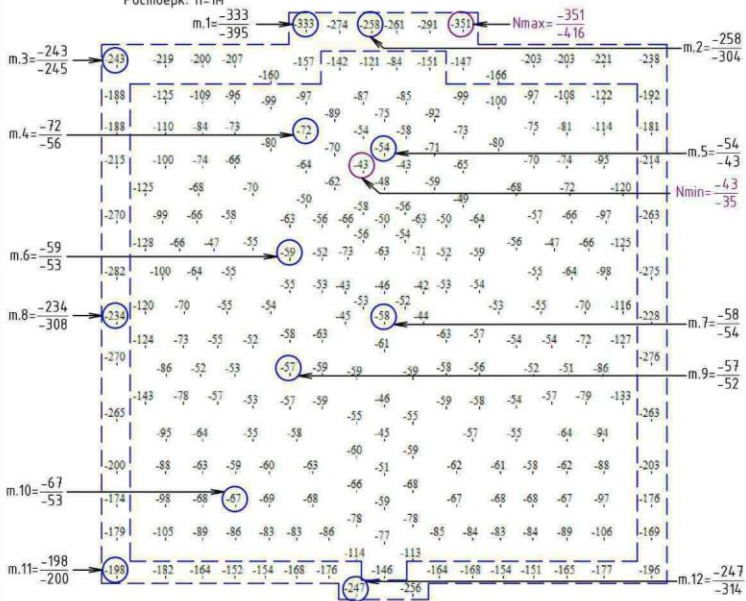 Ростверк: h=1м
m.1=-333/-395 -333 -274 -258 -261 -291 -351 Nmax=-351/-416
m.2=-258/-304
m.3=-243/-245 -243 -219 -200 -207 -157 -142 -121 -84 -151 -147 -203 -203 -221 -238
-160 -166
-188 -125 -109 -96 -99 -97 -87 -85 -99 -100 -97 -108 -122 -192
-89 -75 -92
m.4=-72/-56 -188 -110 -84 -73 -72 -54 -58 -73 -75 -81 -114 -181
-80 -70 -54 -71 -80 m.5=-54/-43
-215 -100 -74 -66 -64 -43 -43 -65 -70 -74 -95 -214
-125 -68 -70 -62 -48 -59 -68 -72 -120 Nmin=-43/-35
-50 -58 -56 -49
-270 -99 -66 -58 -63 -56 -66 -50 -63 -50 -64 -57 -66 -97 -263
-56 -54
-128 -66 -47 -55 -56 -47 -66 -125
m.6=-59/-53 -59 -52 -73 -63 -71 -52 -59
-282 -100 -64 -55 -55 -64 -98 -275
-55 -53 -43 -46 -42 -53 -54
m.8=-234/-308 -234 -120 -70 -55 -54 -53 -52 -53 -55 -70 -116 -228
-45 -58 -44 m.7=-58/-54
-124 -73 -55 -52 -58 -63 -61 -63 -57 -54 -54 -72 -127
-270 -86 -52 -53 -57 -59 -59 -59 -58 -56 -52 -51 -86 -276
m.9=-57/-52
-143 -78 -57 -53 -57 -59 -46 -59 -58 -54 -57 -79 -133
-265 -55 -55 -263
-95 -64 -55 -58 -45 -57 -55 -64 -94
-60 -59
-200 -88 -63 -59 -60 -63 -51 -62 -61 -58 -62 -88 -203
-66 -68
m.10=-67/-53 -174 -98 -68 -67 -69 -68 -59 -67 -68 -68 -67 -97 -176
-78 -78
-179 -105 -89 -86 -83 -83 -86 -77 -85 -84 -83 -84 -89 -106 -169
-114 -113
m.11=-198/-200 -198 -182 -164 -152 -154 -168 -176 -146 -164 -168 -154 -151 -165 -177 -196
-247 -256 m.12=-247/-314